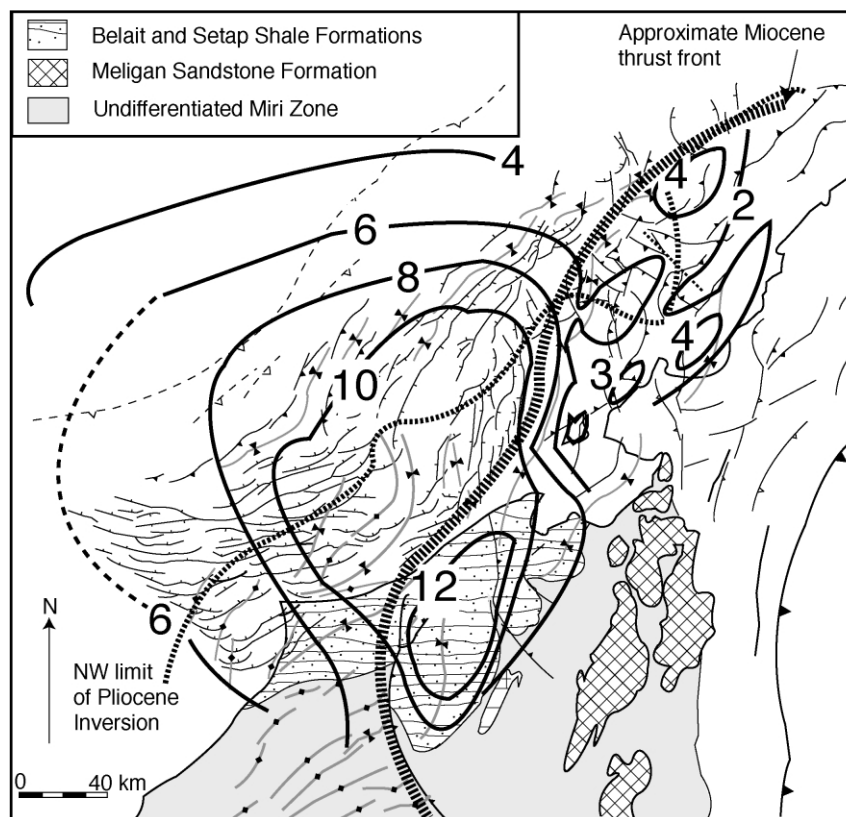 Belait and Setap Shale Formations
Meligan Sandstone Formation
Undifferentiated Miri Zone
Approximate Miocene
thrust front
4
4
2
6
8
10
4
3
12
6
N
NW limit
of Pliocene
Inversion
0 40 km